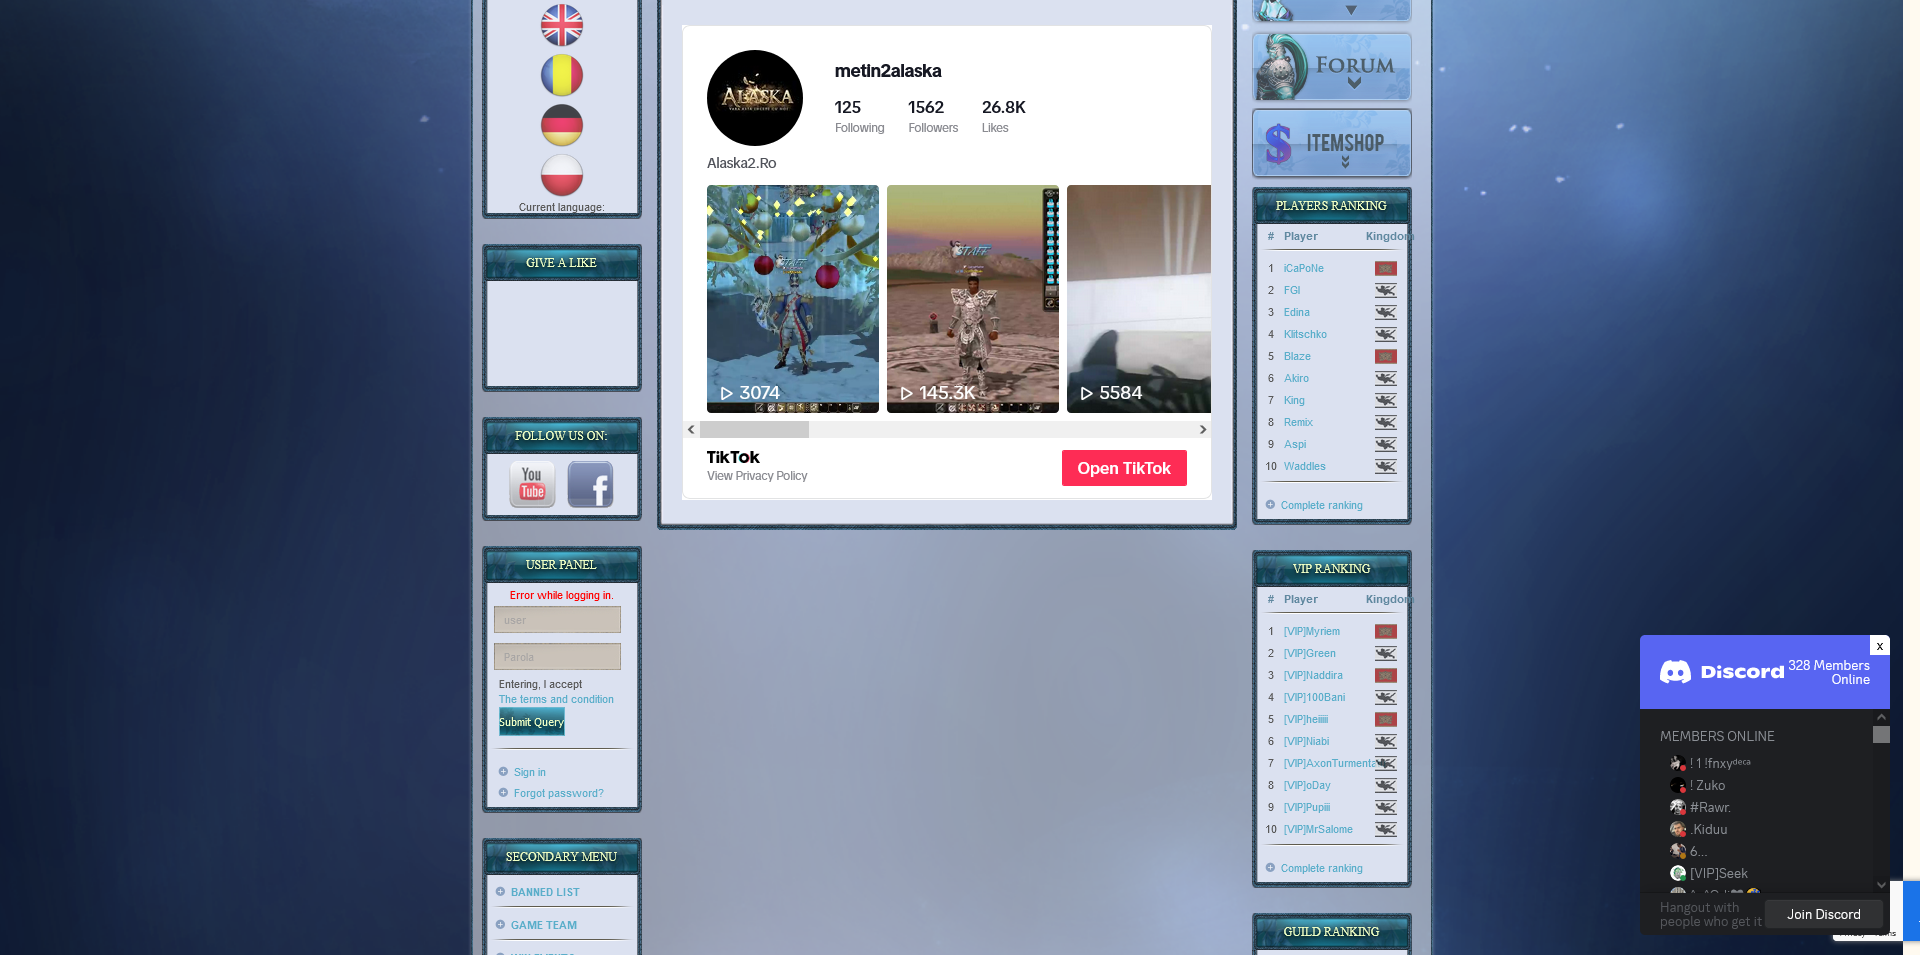 Current language:
GIVE A LIKE
FOLLOW US ON:
You
Tube
f
USER PANEL
Error while logging in.
user
Parola
Entering, I accept
The terms and condition
Submit Query
Sign in
Forgot password?
SECONDARY MENU
BANNED LIST
GAME TEAM
ALASKA
metin2alaska
125 1562 26.8K
Following Followers Likes
Alaska2.Ro
STAFF
STAFF
3074
145.3K
5584
TikTok
View Privacy Policy
Open TikTok
FORUM
$ ITEMSHOP
PLAYERS RANKING
# Player Kingdom
1 iCaPoNe
2 FGI
3 Edina
4 Klitschko
5 Blaze
6 Akiro
7 King
8 Remix
9 Aspi
10 Waddles
Complete ranking
VIP RANKING
# Player Kingdom
1 [VIP]Myriem
2 [VIP]Green
3 [VIP]Naddira
4 [VIP]100Bani
5 [VIP]heiiiii
6 [VIP]Niabi
7 [VIP]AxonTurmenta
8 [VIP]oDay
9 [VIP]Pupiii
10 [VIP]MrSalome
Complete ranking
GUILD RANKING
x
Discord 328 Members
Online
MEMBERS ONLINE
! 1 !fnxyᵈᵉᶜᵃ
! Zuko
#Rawr.
.Kiduu
6...
[VIP]Seek
Hangout with
people who get it
Join Discord